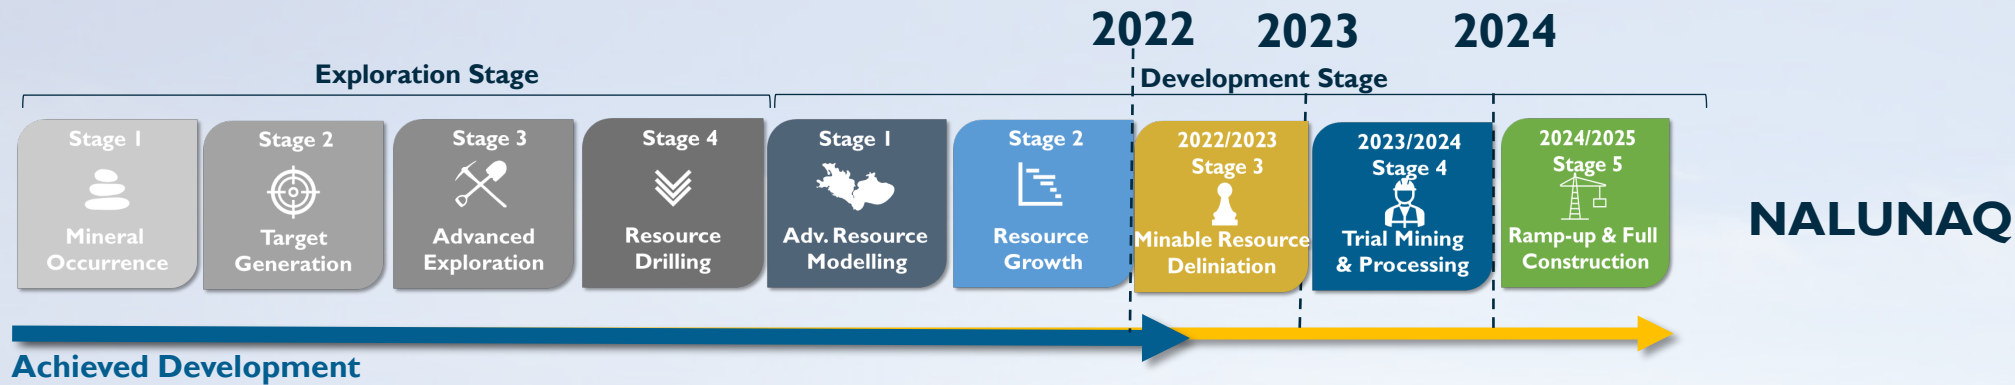 2022
2023
2024
Exploration Stage
Development Stage
Stage 1
Mineral
Occurrence
Stage 2
Target
Generation
Stage 3
Advanced
Exploration
Stage 4
Resource
Drilling
Stage 1
Adv. Resource
Modelling
Stage 2
Resource
Growth
2022/2023
Stage 3
Minable Resource
Deliniation
2023/2024
Stage 4
Trial Mining
& Processing
2024/2025
Stage 5
Ramp-up & Full
Construction
NALUNAQ
Achieved Development